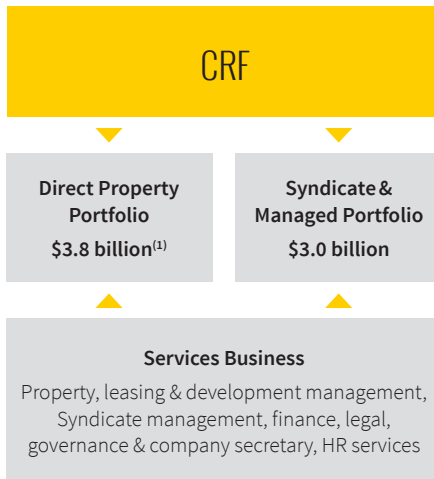 CRF
Direct Property
Portfolio
$3.8 billion(1)
Syndicate &
Managed Portfolio
$3.0 billion
Services Business
Property, leasing & development management,
Syndicate management, finance, legal,
governance & company secretary, HR services